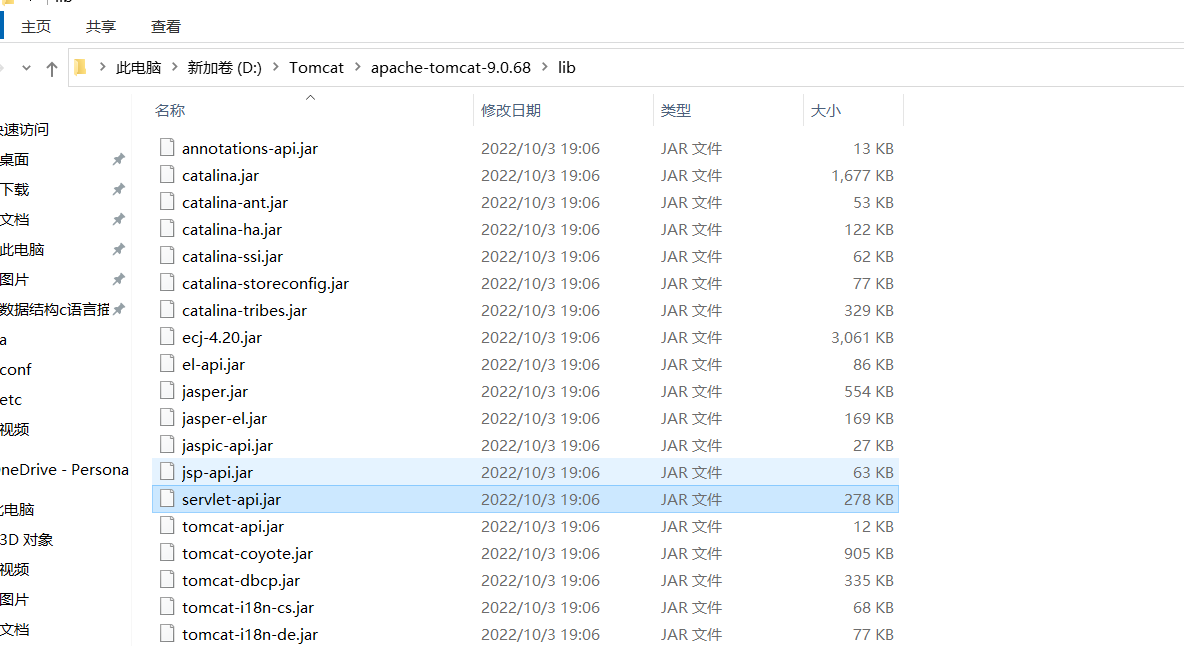 lib
主页 共享 查看
此电脑 新加卷 (D:) Tomcat apache-tomcat-9.0.68 lib
名称 修改日期 类型 大小
速访问
桌面
下载
文档
此电脑
图片
数据结构c语言描
a
conf
etc
视频
neDrive - Persona
电脑
3D 对象
视频
图片
文档
annotations-api.jar 2022/10/3 19:06 JAR 文件 13 KB
catalina.jar 2022/10/3 19:06 JAR 文件 1,677 KB
catalina-ant.jar 2022/10/3 19:06 JAR 文件 53 KB
catalina-ha.jar 2022/10/3 19:06 JAR 文件 122 KB
catalina-ssi.jar 2022/10/3 19:06 JAR 文件 62 KB
catalina-storeconfig.jar 2022/10/3 19:06 JAR 文件 77 KB
catalina-tribes.jar 2022/10/3 19:06 JAR 文件 329 KB
ecj-4.20.jar 2022/10/3 19:06 JAR 文件 3,061 KB
el-api.jar 2022/10/3 19:06 JAR 文件 86 KB
jasper.jar 2022/10/3 19:06 JAR 文件 554 KB
jasper-el.jar 2022/10/3 19:06 JAR 文件 169 KB
jaspic-api.jar 2022/10/3 19:06 JAR 文件 27 KB
jsp-api.jar 2022/10/3 19:06 JAR 文件 63 KB
servlet-api.jar 2022/10/3 19:06 JAR 文件 278 KB
tomcat-api.jar 2022/10/3 19:06 JAR 文件 12 KB
tomcat-coyote.jar 2022/10/3 19:06 JAR 文件 905 KB
tomcat-dbcp.jar 2022/10/3 19:06 JAR 文件 335 KB
tomcat-i18n-cs.jar 2022/10/3 19:06 JAR 文件 68 KB
tomcat-i18n-de.jar 2022/10/3 19:06 JAR 文件 77 KB